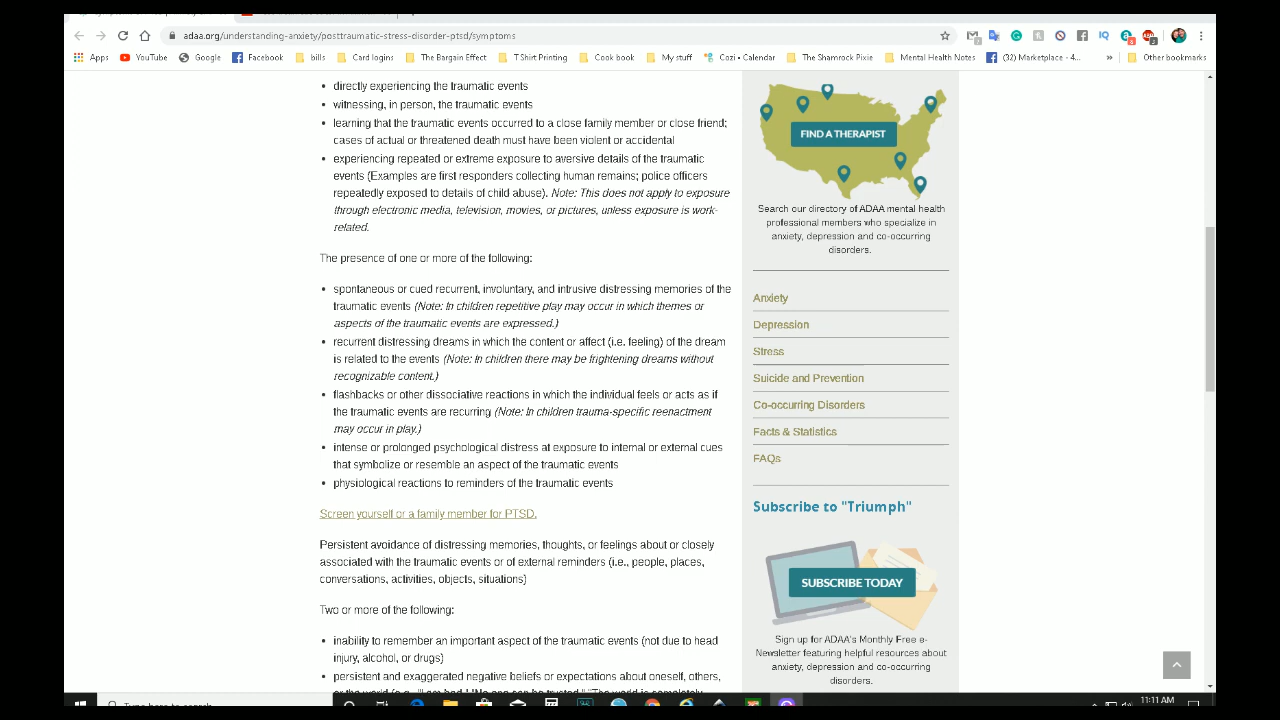 adaa.org/understanding-anxiety/posttraumatic-stress-disorder-ptsd/symptoms
Apps YouTube Google Facebook bills Card logins The Bargain Effect T Shirt Printing Cook book My stuff Cozi • Calendar The Shamrock Pixie Mental Health Notes (32) Marketplace - 4... » Other bookmarks
• directly experiencing the traumatic events
• witnessing, in person, the traumatic events
• learning that the traumatic events occurred to a close family member or close friend;
cases of actual or threatened death must have been violent or accidental
• experiencing repeated or extreme exposure to aversive details of the traumatic
events (Examples are first responders collecting human remains; police officers
repeatedly exposed to details of child abuse). Note: This does not apply to exposure
through electronic media, television, movies, or pictures, unless exposure is work-
related.
The presence of one or more of the following:
• spontaneous or cued recurrent, involuntary, and intrusive distressing memories of the
traumatic events (Note: In children repetitive play may occur in which themes or
aspects of the traumatic events are expressed.)
• recurrent distressing dreams in which the content or affect (i.e. feeling) of the dream
is related to the events (Note: In children there may be frightening dreams without
recognizable content.)
• flashbacks or other dissociative reactions in which the individual feels or acts as if
the traumatic events are recurring (Note: In children trauma-specific reenactment
may occur in play.)
• intense or prolonged psychological distress at exposure to internal or external cues
that symbolize or resemble an aspect of the traumatic events
• physiological reactions to reminders of the traumatic events
Screen yourself or a family member for PTSD.
Persistent avoidance of distressing memories, thoughts, or feelings about or closely
associated with the traumatic events or of external reminders (i.e., people, places,
conversations, activities, objects, situations)
Two or more of the following:
• inability to remember an important aspect of the traumatic events (not due to head
injury, alcohol, or drugs)
• persistent and exaggerated negative beliefs or expectations about oneself, others,
or the world (e.g., "I am bad," "No one can be trusted," "The world is completely
FIND A THERAPIST
Search our directory of ADAA mental health
professional members who specialize in
anxiety, depression and co-occurring
disorders.
Anxiety
Depression
Stress
Suicide and Prevention
Co-occurring Disorders
Facts & Statistics
FAQs
Subscribe to "Triumph"
SUBSCRIBE TODAY
Sign up for ADAA's Monthly Free e-
Newsletter featuring helpful resources about
anxiety, depression and co-occurring
disorders.
Type here to search
11:11 AM